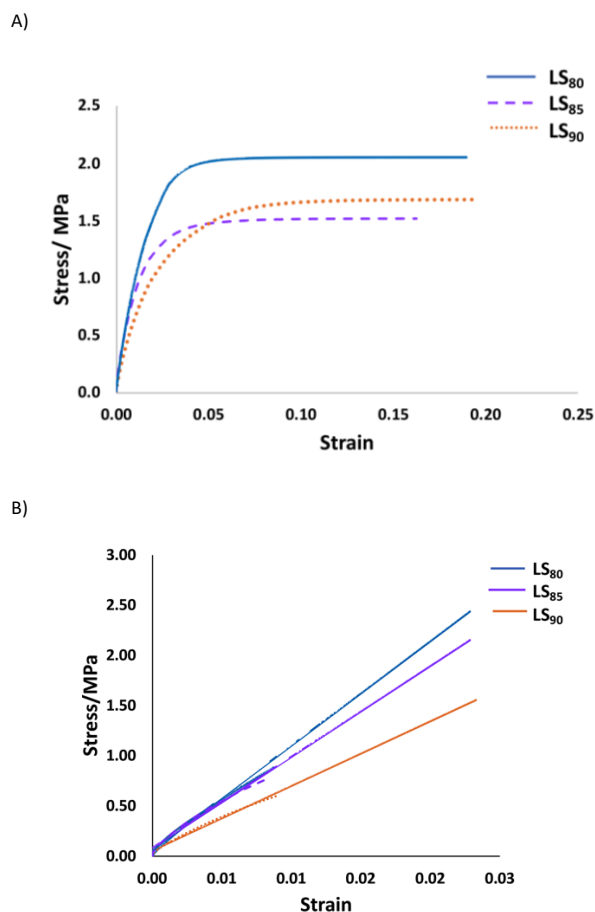 A)
LS₈₀
LS₈₅
LS₉₀
2.5
2.0
1.5
1.0
0.5
0.0
Stress/ MPa
0.00 0.05 0.10 0.15 0.20 0.25
Strain
B)
3.00
2.50
2.00
1.50
1.00
0.50
0.00
Stress/MPa
LS₈₀
LS₈₅
LS₉₀
0.00 0.01 0.01 0.02 0.02 0.03
Strain